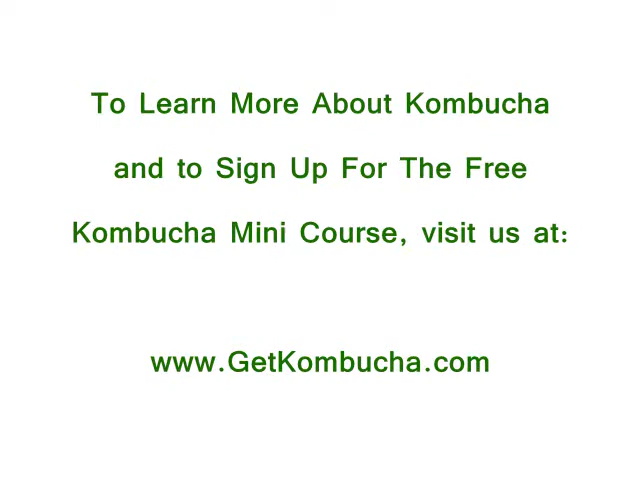 To Learn More About Kombucha
and to Sign Up For The Free
Kombucha Mini Course, visit us at:
www.GetKombucha.com